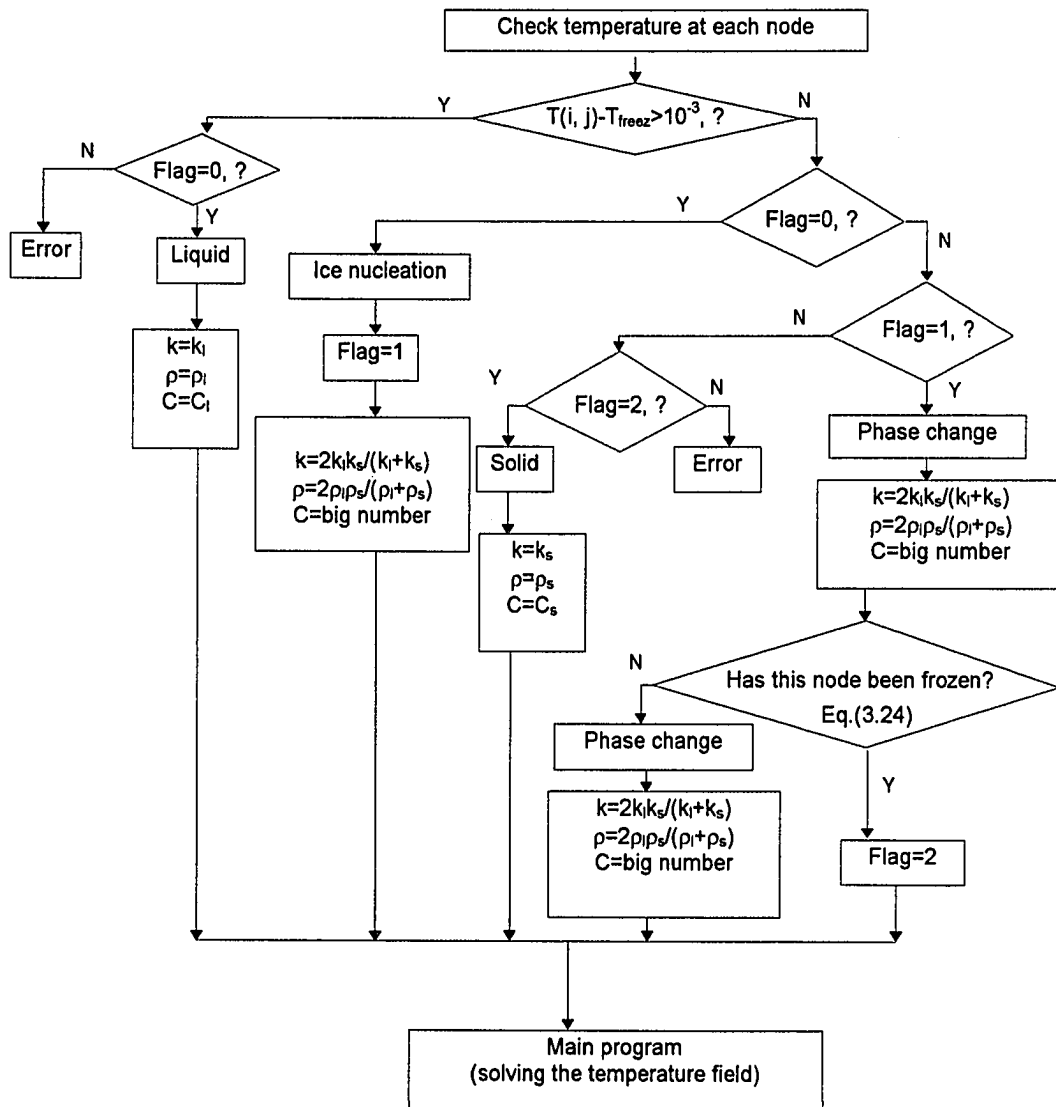 Check temperature at each node
Y
N
T(i, j)-T_freez>10^-3, ?
N
Flag=0, ?
Y
Flag=0, ?
Y
N
Error
Liquid
Ice nucleation
N
Flag=1, ?
k=k_l
ρ=ρ_l
C=C_l
Flag=1
Y
Flag=2, ?
N
Y
Phase change
k=2k_lk_s/(k_l+k_s)
ρ=2ρ_lρ_s/(ρ_l+ρ_s)
C=big number
Solid
Error
k=2k_lk_s/(k_l+k_s)
ρ=2ρ_lρ_s/(ρ_l+ρ_s)
C=big number
k=k_s
ρ=ρ_s
C=C_s
N
Has this node been frozen?
Eq.(3.24)
Phase change
Y
k=2k_lk_s/(k_l+k_s)
ρ=2ρ_lρ_s/(ρ_l+ρ_s)
C=big number
Flag=2
Main program
(solving the temperature field)